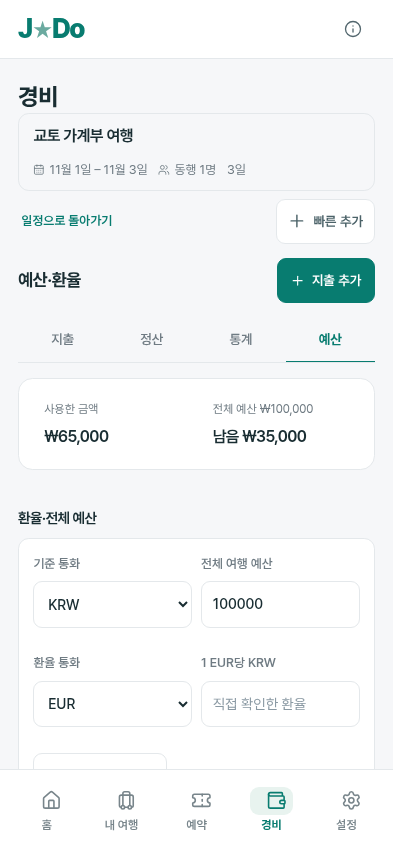 J★Do
경비
교토 가계부 여행
11월 1일 – 11월 3일 동행 1명 3일
일정으로 돌아가기
빠른 추가
예산·환율
지출 추가
지출 정산 통계 예산
사용한 금액 전체 예산 ₩100,000
₩65,000 남음 ₩35,000
환율·전체 예산
기준 통화 전체 여행 예산
KRW 100000
환율 통화 1 EUR당 KRW
EUR 직접 확인한 환율
홈 내 여행 예약 경비 설정